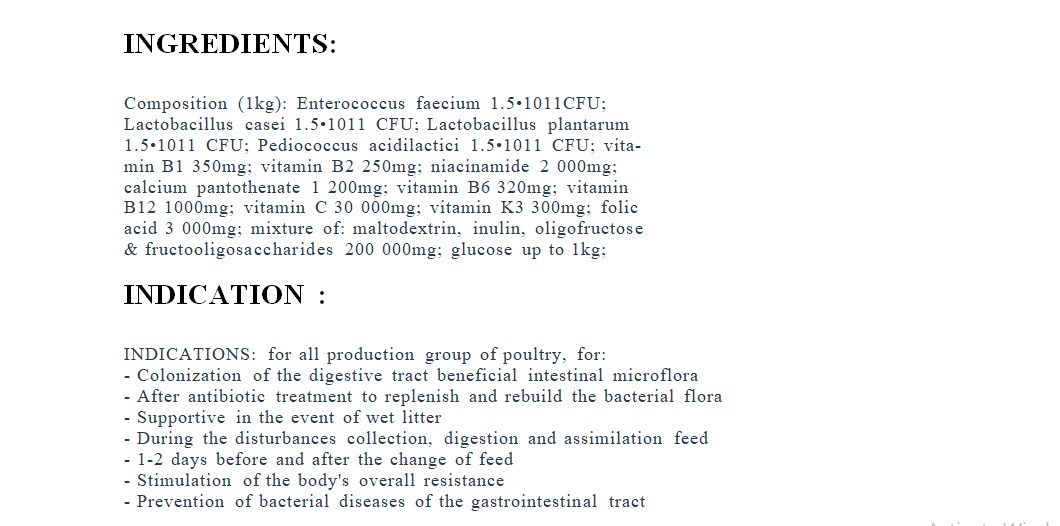 INGREDIENTS:
Composition (1kg): Enterococcus faecium 1.5•1011CFU;
Lactobacillus casei 1.5•1011 CFU; Lactobacillus plantarum
1.5•1011 CFU; Pediococcus acidilactici 1.5•1011 CFU; vita-
min B1 350mg; vitamin B2 250mg; niacinamide 2 000mg;
calcium pantothenate 1 200mg; vitamin B6 320mg; vitamin
B12 1000mg; vitamin C 30 000mg; vitamin K3 300mg; folic
acid 3 000mg; mixture of: maltodextrin, inulin, oligofructose
& fructooligosaccharides 200 000mg; glucose up to 1kg;
INDICATION :
INDICATIONS: for all production group of poultry, for:
- Colonization of the digestive tract beneficial intestinal microflora
- After antibiotic treatment to replenish and rebuild the bacterial flora
- Supportive in the event of wet litter
- During the disturbances collection, digestion and assimilation feed
- 1-2 days before and after the change of feed
- Stimulation of the body's overall resistance
- Prevention of bacterial diseases of the gastrointestinal tract